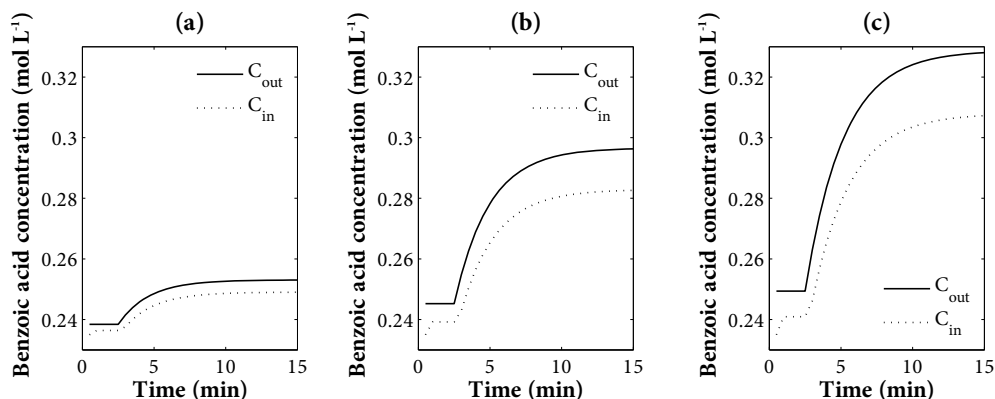 (a)
Benzoic acid concentration (mol L⁻¹)
0.32
0.3
0.28
0.26
0.24
C_out
C_in
0
5
10
15
Time (min)
(b)
Benzoic acid concentration (mol L⁻¹)
0.32
0.3
0.28
0.26
0.24
C_out
C_in
0
5
10
15
Time (min)
(c)
Benzoic acid concentration (mol L⁻¹)
0.32
0.3
0.28
0.26
0.24
C_out
C_in
0
5
10
15
Time (min)